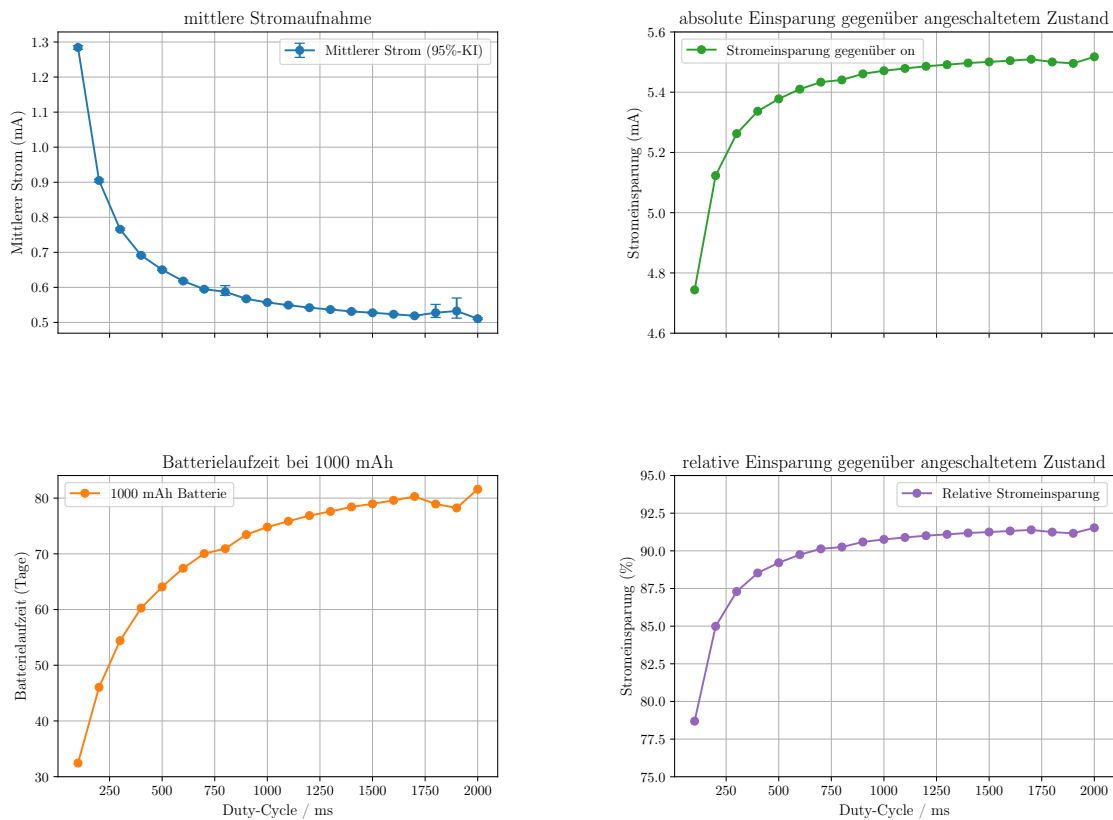 mittlere Stromaufnahme
Mittlerer Strom (mA)
1.3
1.2
1.1
1.0
0.9
0.8
0.7
0.6
0.5
Mittlerer Strom (95%-KI)
absolute Einsparung gegenüber angeschaltetem Zustand
Stromeinsparung (mA)
5.6
5.4
5.2
5.0
4.8
4.6
Stromeinsparung gegenüber on
Batterielaufzeit bei 1000 mAh
Batterielaufzeit (Tage)
80
70
60
50
40
30
1000 mAh Batterie
250 500 750 1000 1250 1500 1750 2000
Duty-Cycle / ms
relative Einsparung gegenüber angeschaltetem Zustand
Stromeinsparung (%)
95.0
92.5
90.0
87.5
85.0
82.5
80.0
77.5
75.0
Relative Stromeinsparung
250 500 750 1000 1250 1500 1750 2000
Duty-Cycle / ms